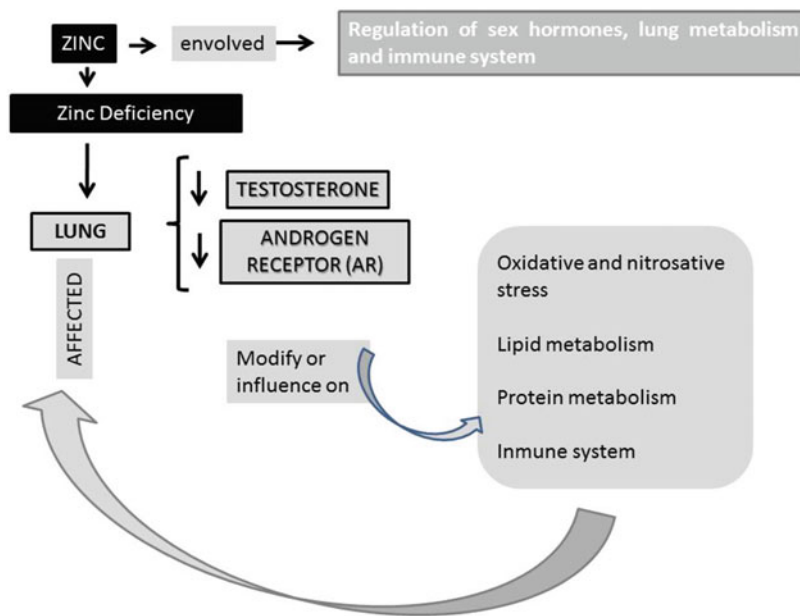 ZINC
envolved
Regulation of sex hormones, lung metabolism
and immune system
Zinc Deficiency
LUNG
TESTOSTERONE
ANDROGEN
RECEPTOR (AR)
AFFECTED
Modify or
influence on
Oxidative and nitrosative
stress
Lipid metabolism
Protein metabolism
Inmune system